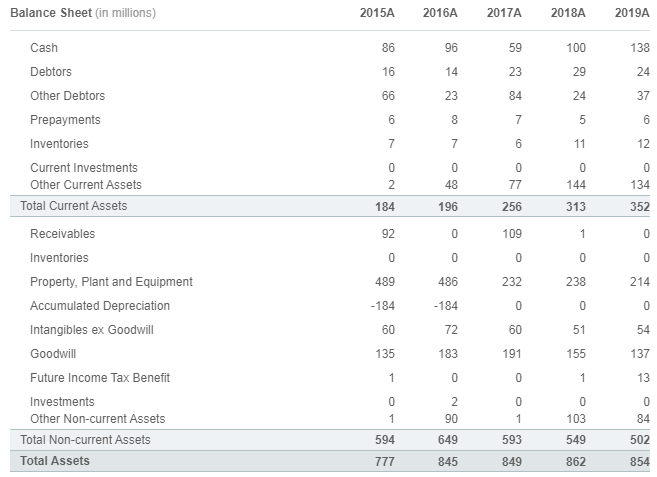 Balance Sheet (in millions) 2015A 2016A 2017A 2018A 2019A
Cash 86 96 59 100 138
Debtors 16 14 23 29 24
Other Debtors 66 23 84 24 37
Prepayments 6 8 7 5 6
Inventories 7 7 6 11 12
Current Investments 0 0 0 0 0
Other Current Assets 2 48 77 144 134
Total Current Assets 184 196 256 313 352
Receivables 92 0 109 1 0
Inventories 0 0 0 0 0
Property, Plant and Equipment 489 486 232 238 214
Accumulated Depreciation -184 -184 0 0 0
Intangibles ex Goodwill 60 72 60 51 54
Goodwill 135 183 191 155 137
Future Income Tax Benefit 1 0 0 1 13
Investments 0 2 0 0 0
Other Non-current Assets 1 90 1 103 84
Total Non-current Assets 594 649 593 549 502
Total Assets 777 845 849 862 854